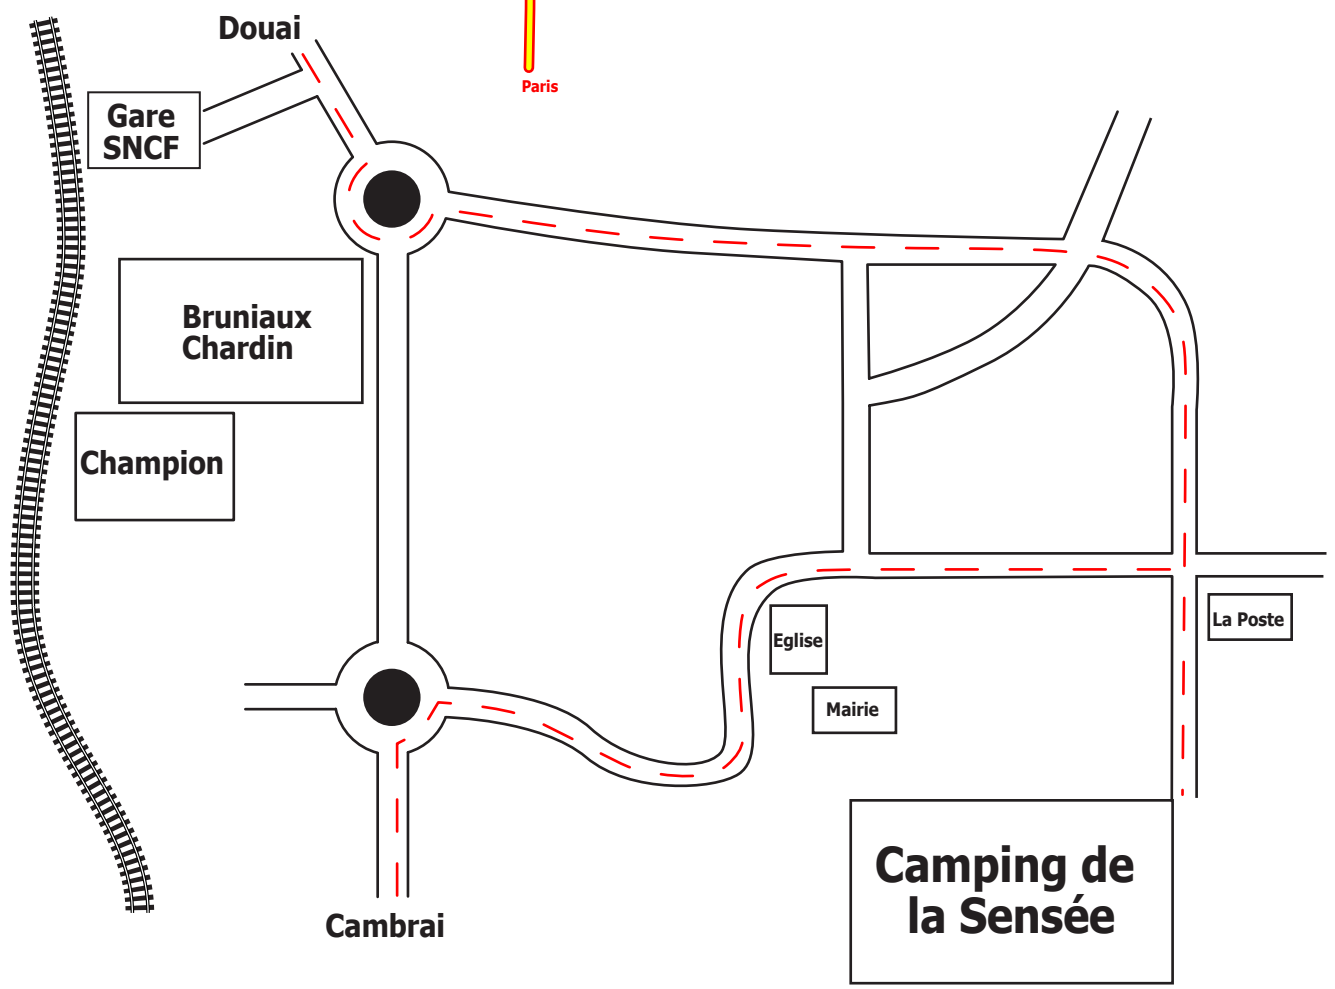 Douai
Paris
Gare
SNCF
Bruniaux
Chardin
Champion
La Poste
Eglise
Mairie
Camping de
la Sensée
Cambrai